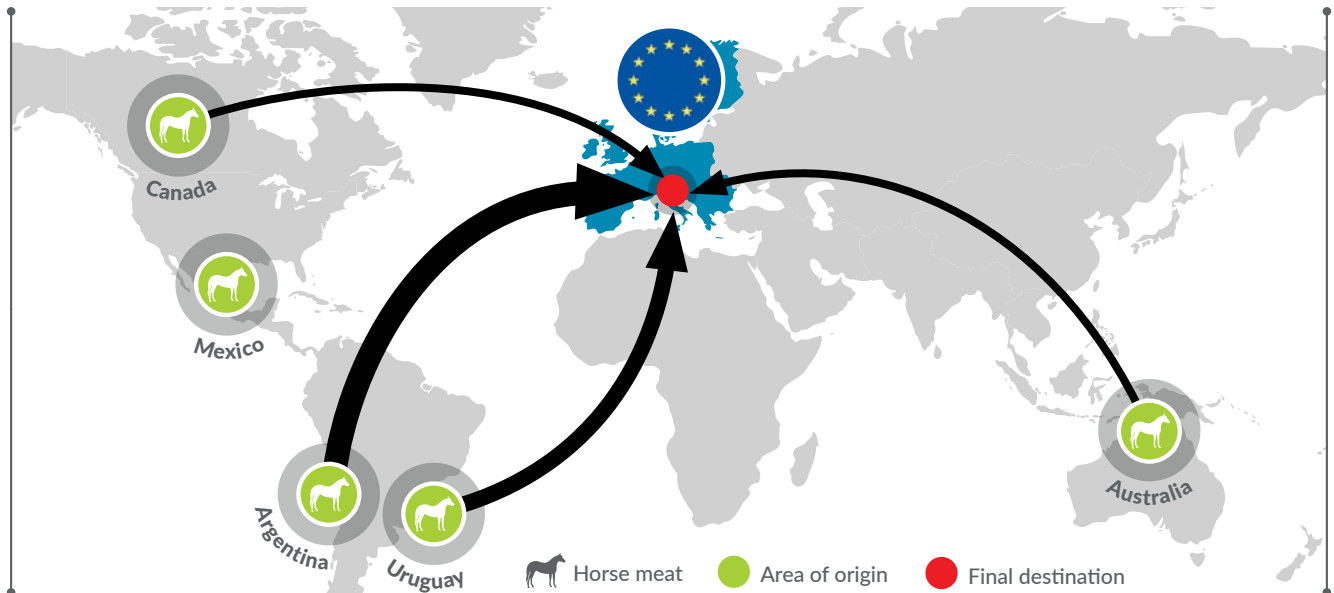 Canada
Mexico
Argentina
Uruguay
Australia
Horse meat
Area of origin
Final destination